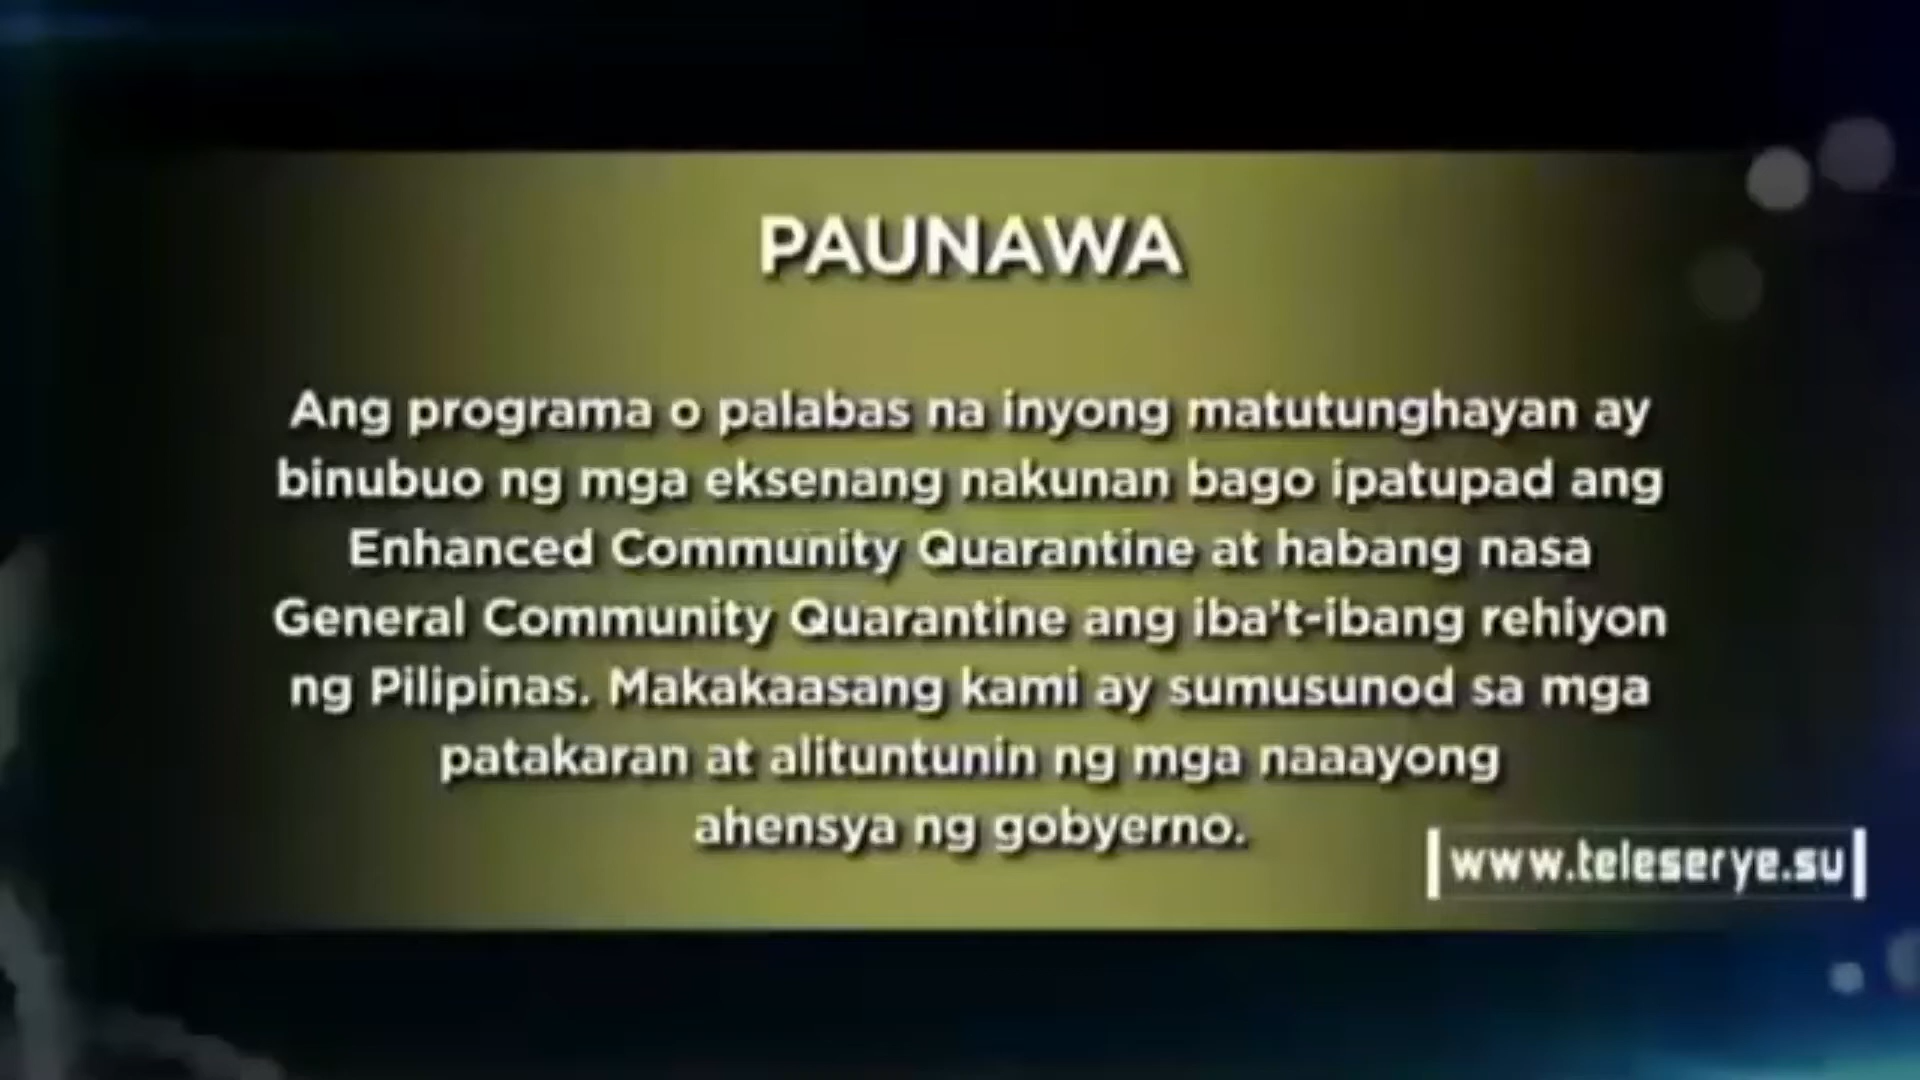 PAUNAWA
Ang programa o palabas na inyong matutunghayan ay
binubuo ng mga eksenang nakunan bago ipatupad ang
Enhanced Community Quarantine at habang nasa
General Community Quarantine ang iba't-ibang rehiyon
ng Pilipinas. Makakaasang kami ay sumusunod sa mga
patakaran at alituntunin ng mga naaayong
ahensya ng gobyerno.
www.teleserye.su